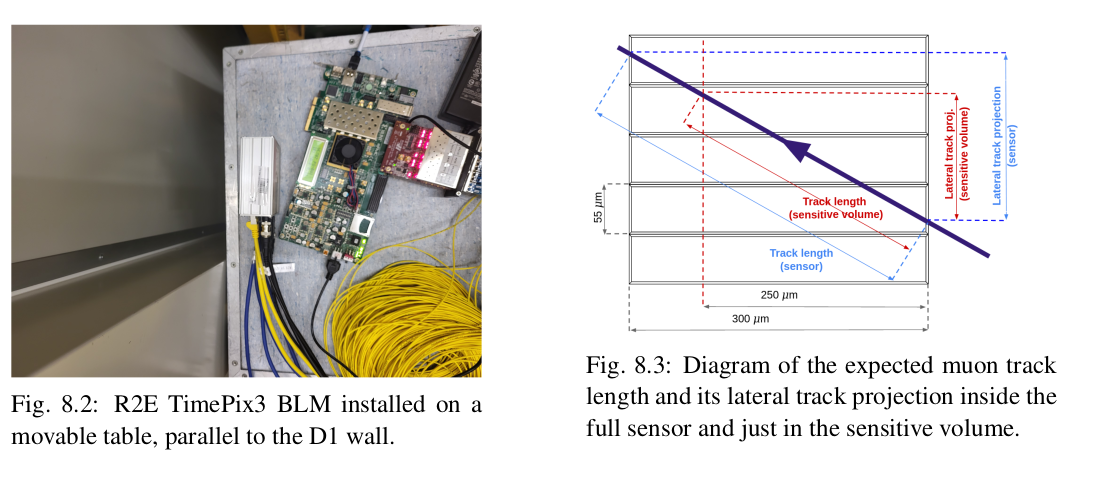 Fig. 8.2: R2E TimePix3 BLM installed on a
movable table, parallel to the D1 wall.
Lateral track proj.
(sensitive volume)
Lateral track projection
(sensor)
55 µm
Track length
(sensitive volume)
Track length
(sensor)
250 µm
300 µm
Fig. 8.3: Diagram of the expected muon track
length and its lateral track projection inside the
full sensor and just in the sensitive volume.